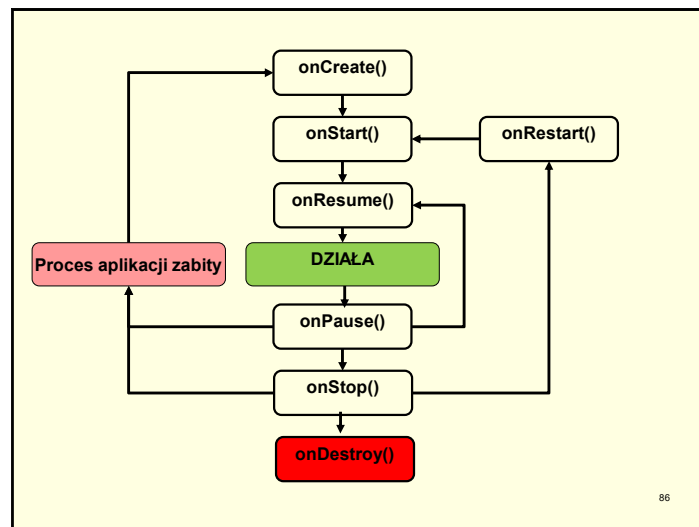 onCreate()
onStart()
onRestart()
onResume()
Proces aplikacji zabity
DZIAŁA
onPause()
onStop()
onDestroy()
86